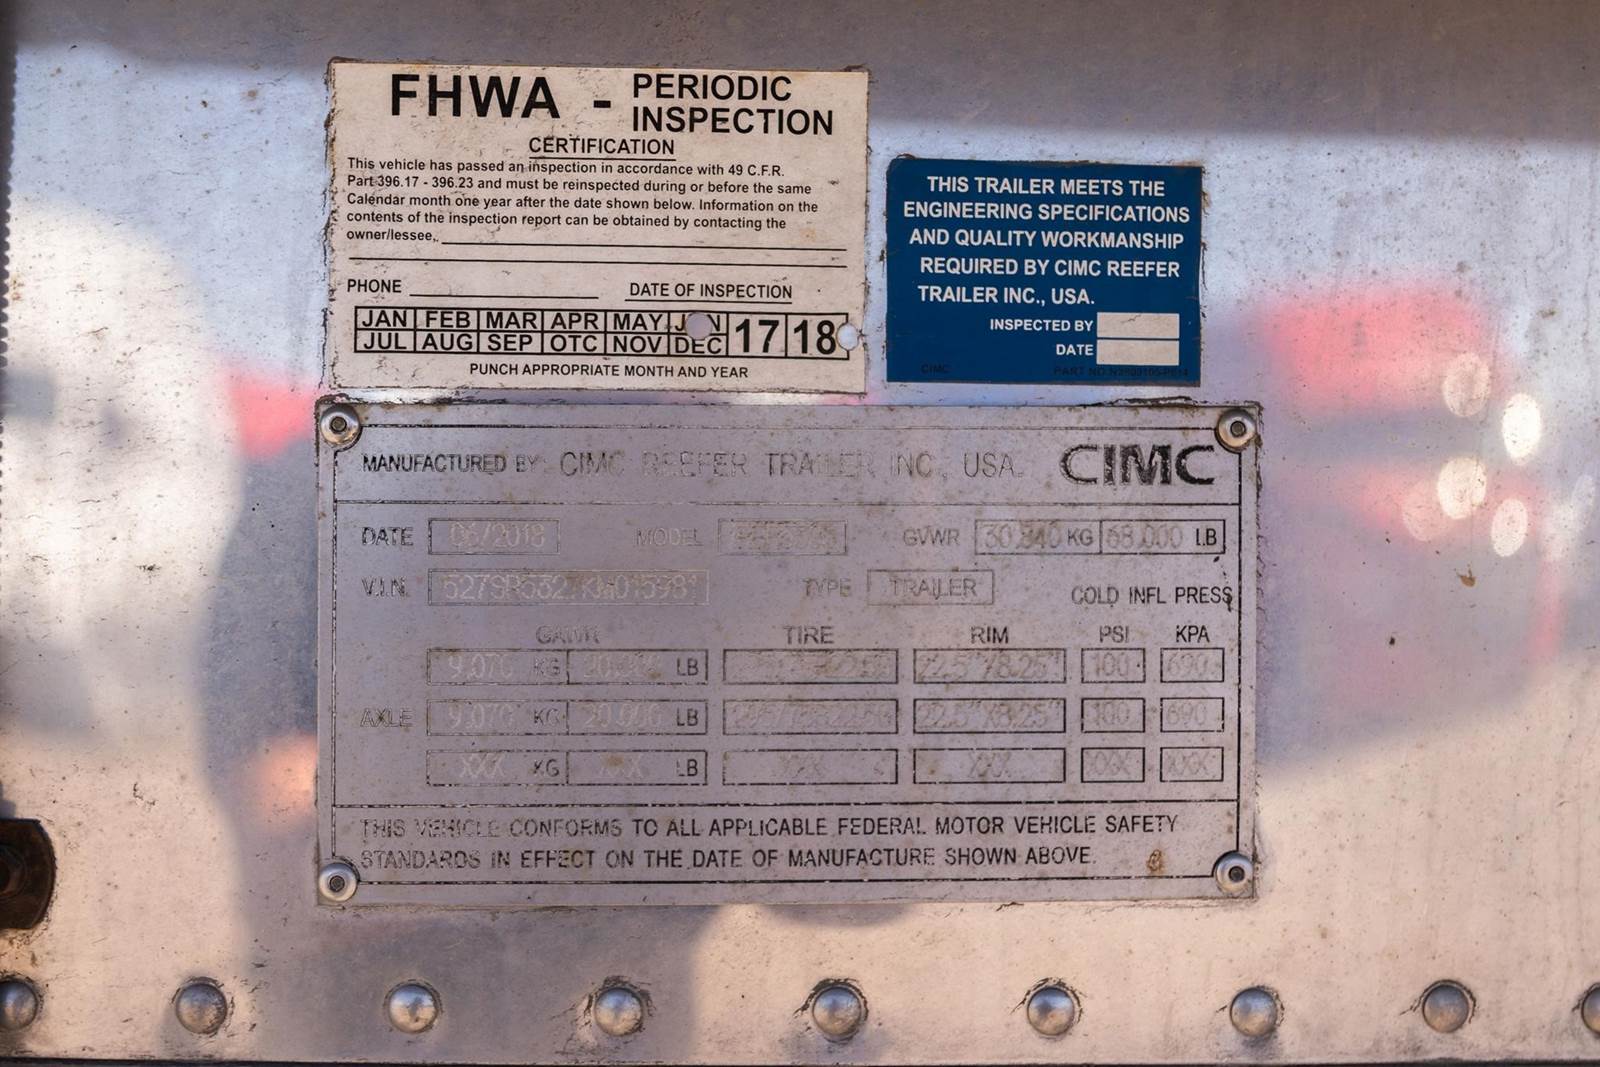 FHWA - PERIODIC INSPECTION
CERTIFICATION
This vehicle has passed an inspection in accordance with 49 C.F.R.
Part 396.17 - 396.23 and must be reinspected during or before the same
Calendar month one year after the date shown below. Information on the
contents of the inspection report can be obtained by contacting the
owner/lessee,
PHONE DATE OF INSPECTION
JAN FEB MAR APR MAY 17 18
JUL AUG SEP OTC NOV DEC
PUNCH APPROPRIATE MONTH AND YEAR
THIS TRAILER MEETS THE
ENGINEERING SPECIFICATIONS
AND QUALITY WORKMANSHIP
REQUIRED BY CIMC REEFER
TRAILER INC., USA.
INSPECTED BY
DATE
CIMC
MANUFACTURED BY: CIMC REEFER TRAILER INC., USA. CIMC
DATE 06/2018 MODEL GVWR 30,840 KG 68,000 LB
V.I.N. TYPE TRAILER
COLD INFL PRESS
GAWR TIRE RIM PSI KPA
9,070 KG LB 22.5"X8.25" 100 690
AXLE 9,070 KG LB 22.5"X8.25" 100 690
XXX KG XXX LB XXX XXX XXX XXX
THIS VEHICLE CONFORMS TO ALL APPLICABLE FEDERAL MOTOR VEHICLE SAFETY
STANDARDS IN EFFECT ON THE DATE OF MANUFACTURE SHOWN ABOVE.